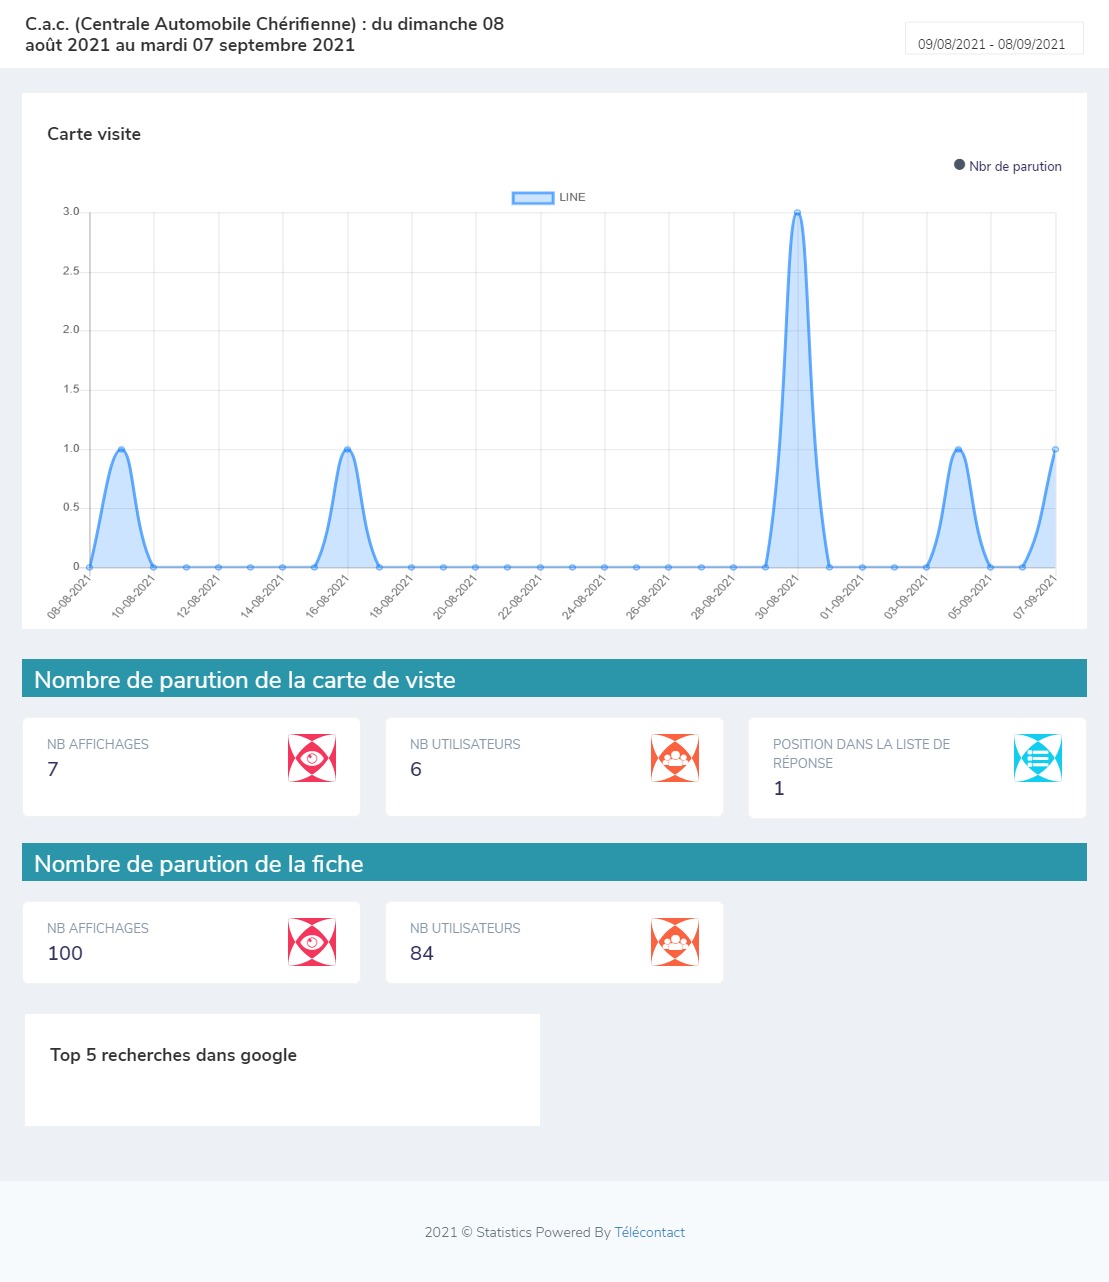 C.a.c. (Centrale Automobile Chérifienne) : du dimanche 08
août 2021 au mardi 07 septembre 2021
09/08/2021 - 08/09/2021
Carte visite
Nbr de parution
LINE
3.0
2.5
2.0
1.5
1.0
0.5
0
08-08-2021
10-08-2021
12-08-2021
14-08-2021
16-08-2021
18-08-2021
20-08-2021
22-08-2021
24-08-2021
26-08-2021
28-08-2021
30-08-2021
01-09-2021
03-09-2021
05-09-2021
07-09-2021
Nombre de parution de la carte de viste
NB AFFICHAGES
7
NB UTILISATEURS
6
POSITION DANS LA LISTE DE
RÉPONSE
1
Nombre de parution de la fiche
NB AFFICHAGES
100
NB UTILISATEURS
84
Top 5 recherches dans google
2021 © Statistics Powered By Télécontact